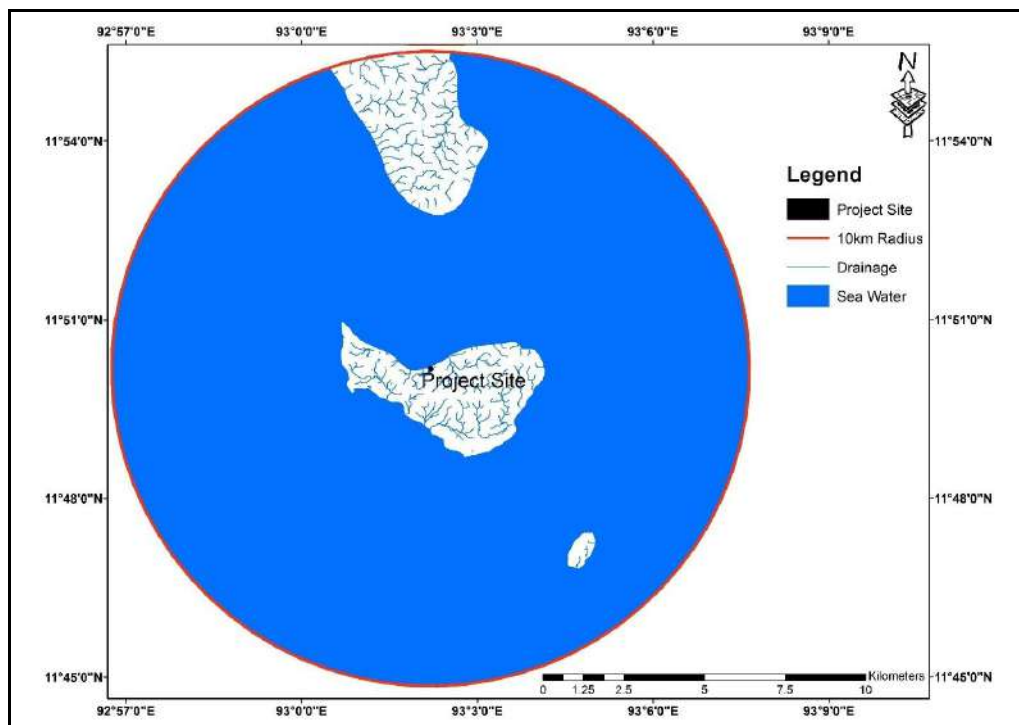 92°57'0"E 93°0'0"E 93°3'0"E 93°6'0"E 93°9'0"E
N
11°54'0"N 11°54'0"N
Legend
Project Site
10km Radius
Drainage
Sea Water
11°51'0"N 11°51'0"N
Project Site
11°48'0"N 11°48'0"N
11°45'0"N 11°45'0"N
Kilometers
0 1.25 2.5 5 7.5 10
92°57'0"E 93°0'0"E 93°3'0"E 93°6'0"E 93°9'0"E